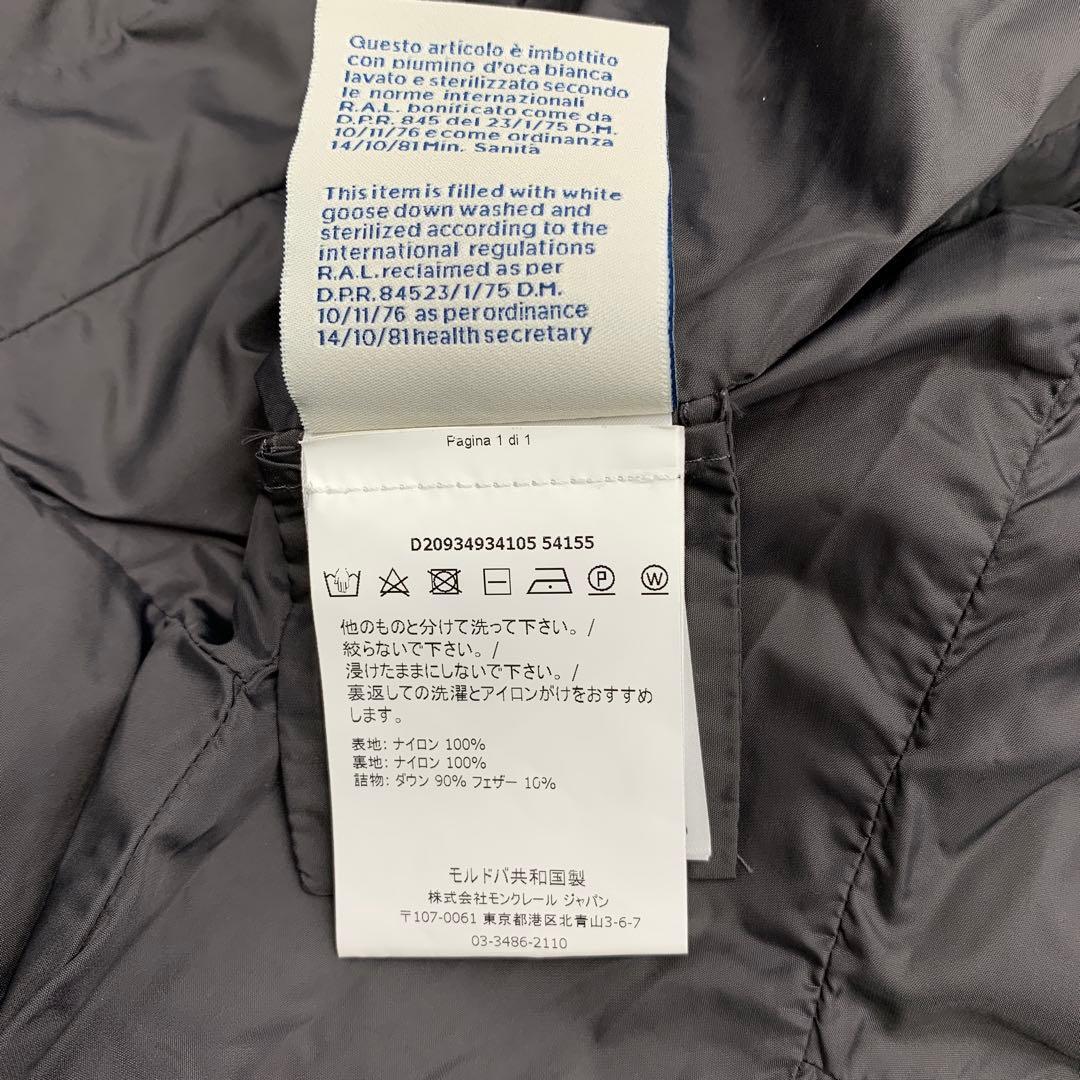 Questo articolo è imbottito
con piumino d'oca bianca
lavato e sterilizzato secondo
le norme internazionali
R.A.L. bonificato come da
D.P.R. 845 del 23/1/75 D.M.
10/11/76 e come ordinanza
14/10/81 Min. Sanità
This item is filled with white
goose down washed and
sterilized according to the
international regulations
R.A.L. reclaimed as per
D.P.R. 84523/1/75 D.M.
10/11/76 as per ordinance
14/10/81 health secretary
Pagina 1 di 1
D20934934105 54155
P W
他のものと分けて洗って下さい。/
絞らないで下さい。/
浸けたままにしないで下さい。/
裏返しての洗濯とアイロンがけをおすすめ
します。
表地: ナイロン 100%
裏地: ナイロン 100%
詰物: ダウン 90% フェザー 10%
モルドバ共和国製
株式会社モンクレール ジャパン
〒107-0061 東京都港区北青山3-6-7
03-3486-2110